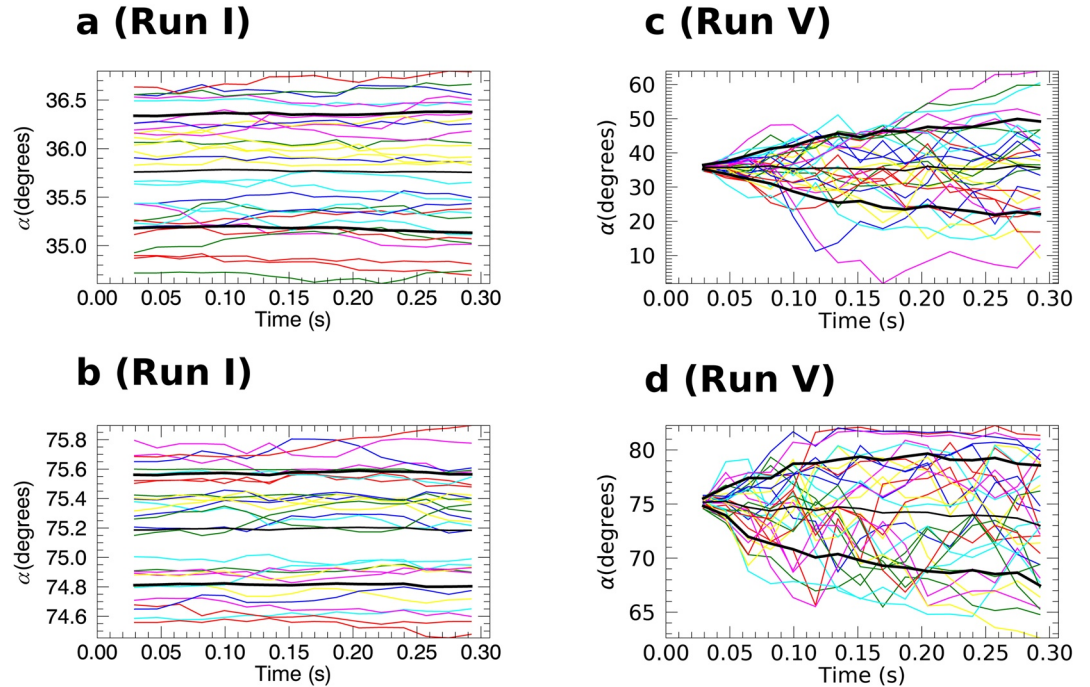 a (Run I)
36.5
36.0
35.5
35.0
α(degrees)
0.00 0.05 0.10 0.15 0.20 0.25 0.30
Time (s)
c (Run V)
60
50
40
30
20
10
α(degrees)
0.00 0.05 0.10 0.15 0.20 0.25 0.30
Time (s)
b (Run I)
75.8
75.6
75.4
75.2
75.0
74.8
74.6
α(degrees)
0.00 0.05 0.10 0.15 0.20 0.25 0.30
Time (s)
d (Run V)
80
75
70
65
α(degrees)
0.00 0.05 0.10 0.15 0.20 0.25 0.30
Time (s)